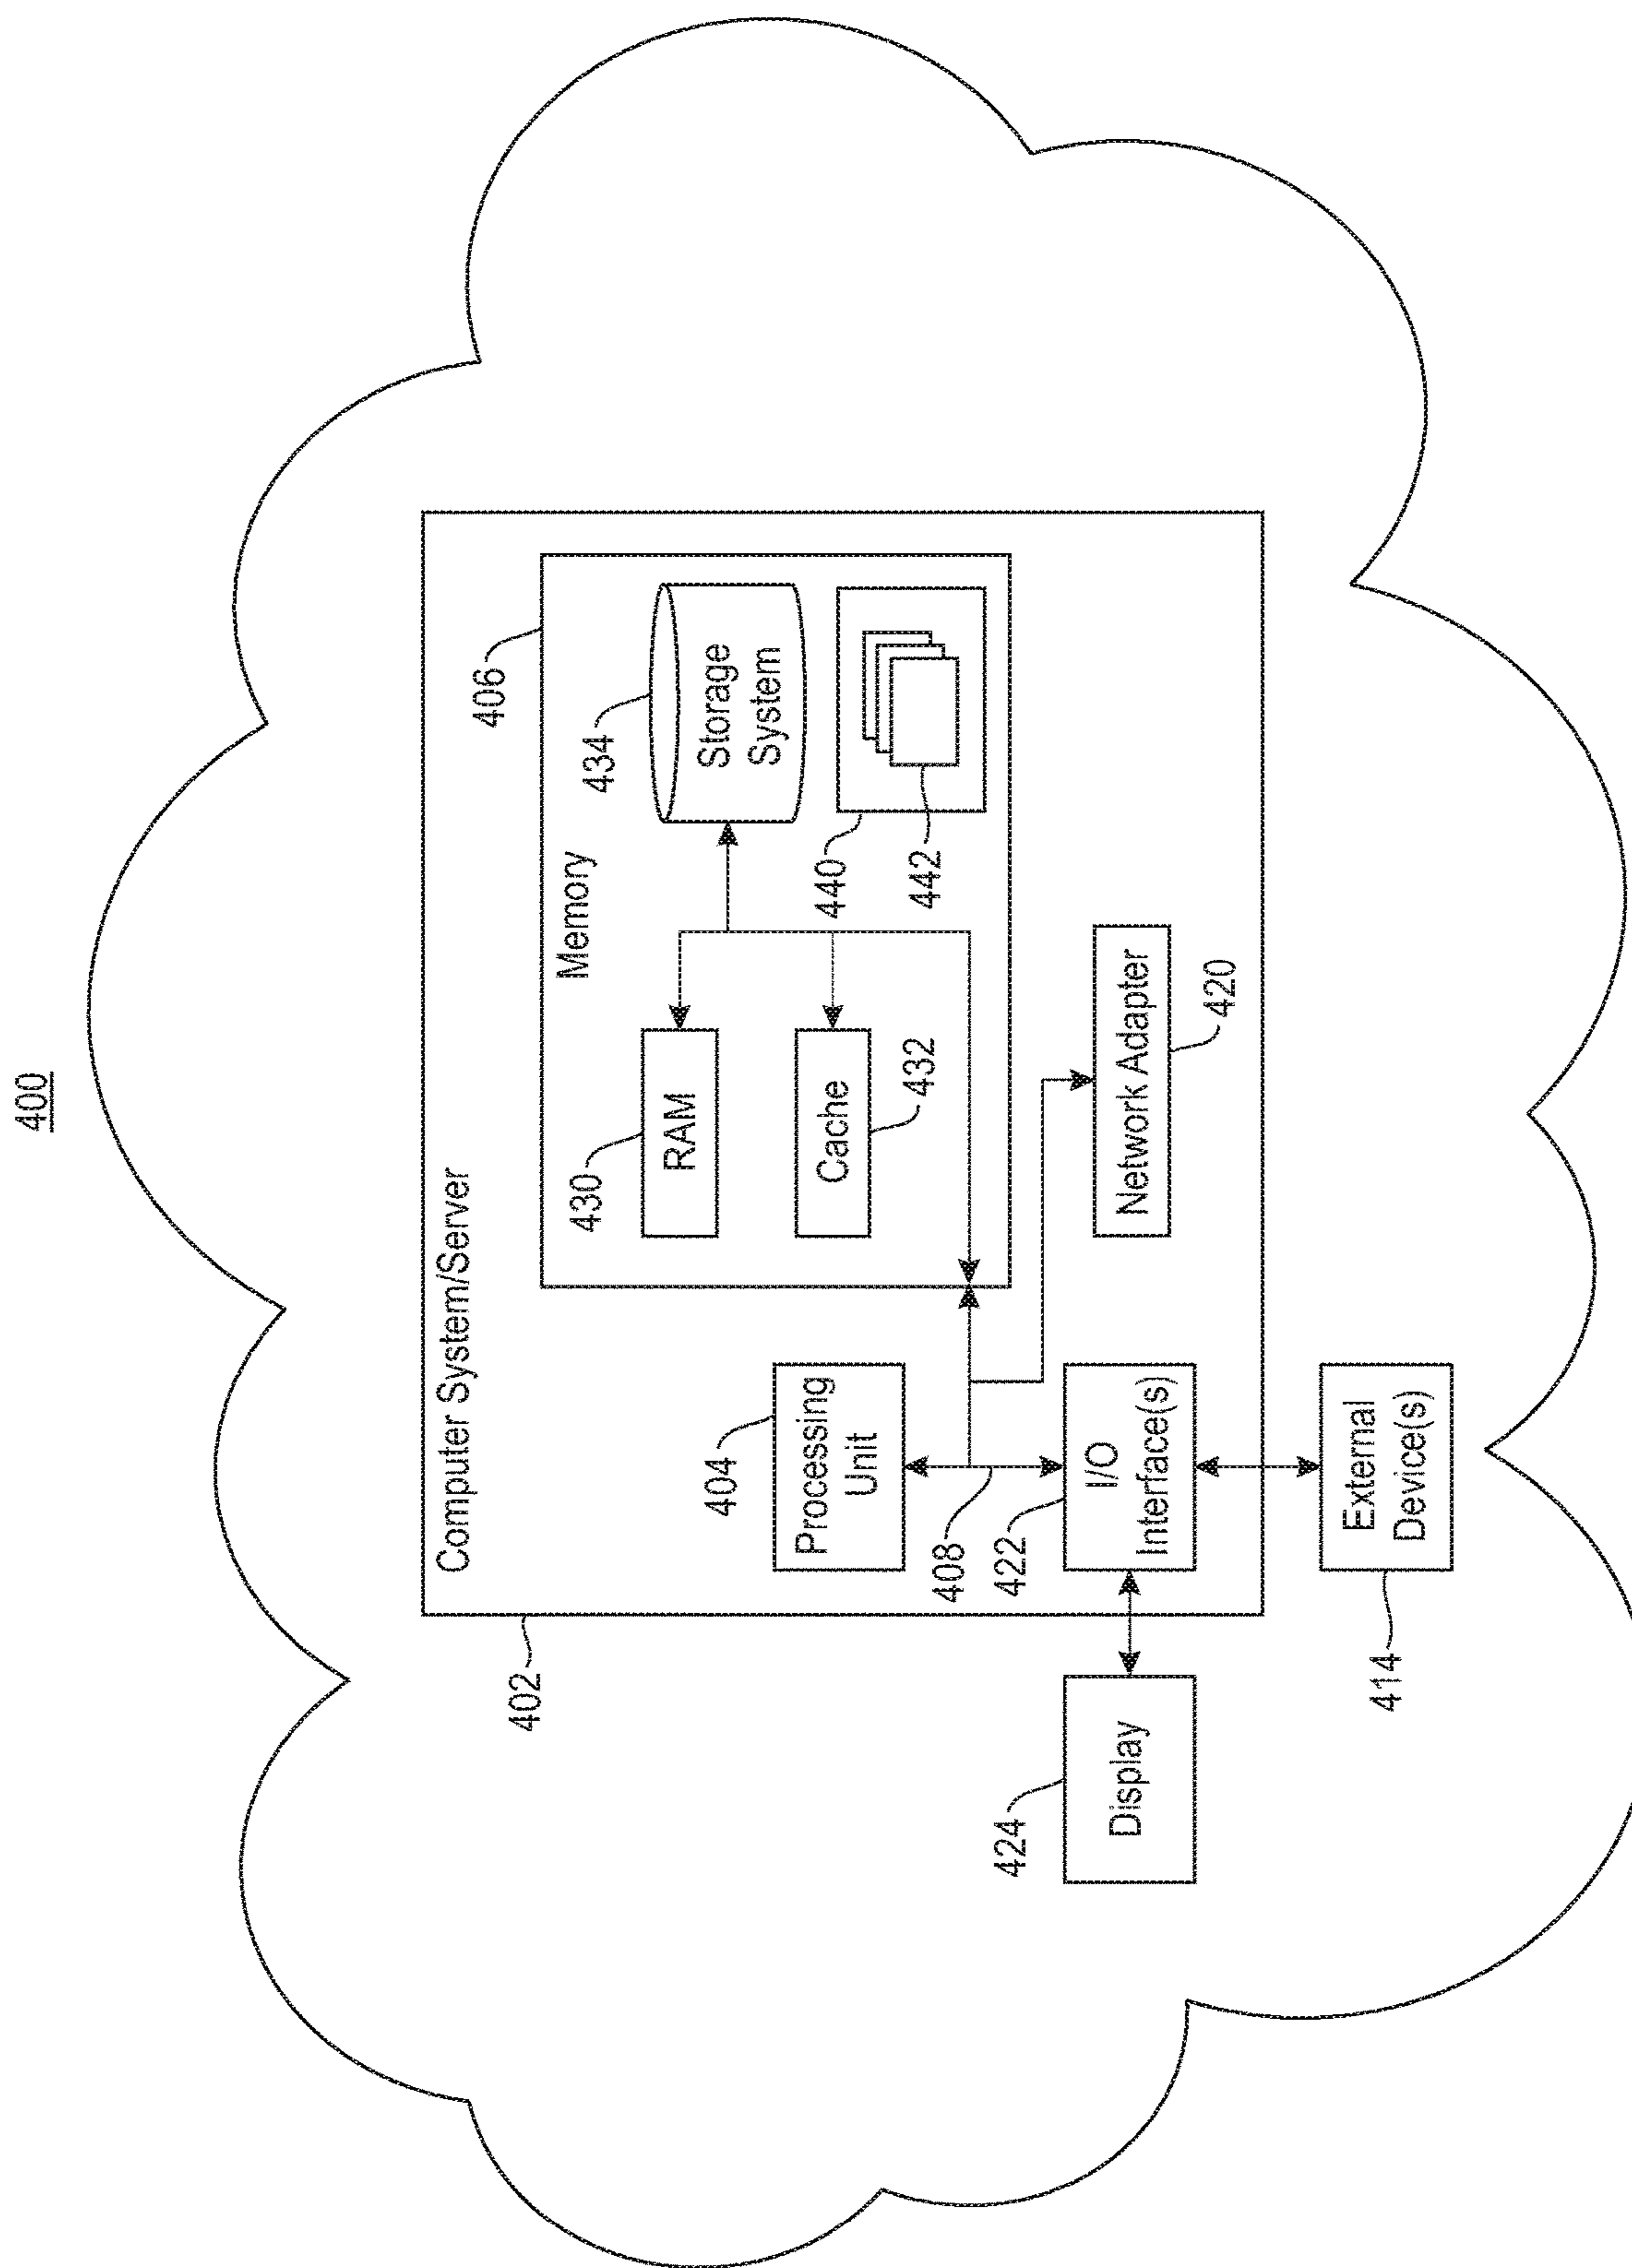 400
402
Computer System/Server
404
Processing
Unit
406
Memory
430
RAM
434
Storage
System
Cache
432
440
442
408
422
I/O
Interface(s)
Network Adapter
420
424
Display
External
Device(s)
414